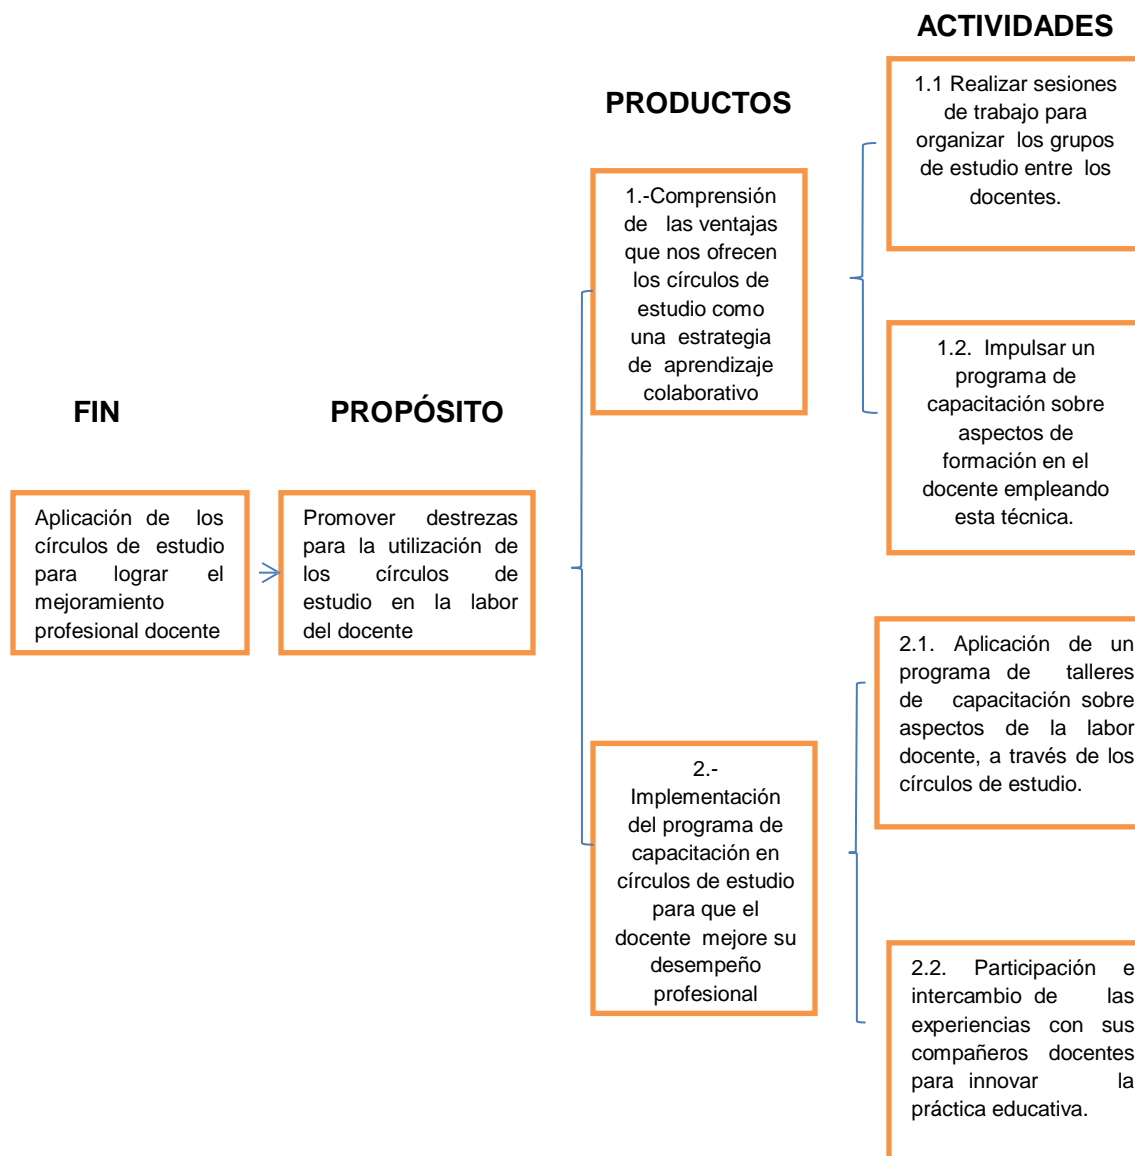 FIN
Aplicación de los
círculos de estudio
para lograr el
mejoramiento
profesional docente
PROPÓSITO
Promover destrezas
para la utilización de
los círculos de
estudio en la labor
del docente
PRODUCTOS
1.-Comprensión
de las ventajas
que nos ofrecen
los círculos de
estudio como
una estrategia
de aprendizaje
colaborativo
2.-
Implementación
del programa de
capacitación en
círculos de estudio
para que el
docente mejore su
desempeño
profesional
ACTIVIDADES
1.1 Realizar sesiones
de trabajo para
organizar los grupos
de estudio entre los
docentes.
1.2. Impulsar un
programa de
capacitación sobre
aspectos de
formación en el
docente empleando
esta técnica.
2.1. Aplicación de un
programa de talleres
de capacitación sobre
aspectos de la labor
docente, a través de los
círculos de estudio.
2.2. Participación e
intercambio de las
experiencias con sus
compañeros docentes
para innovar la
práctica educativa.